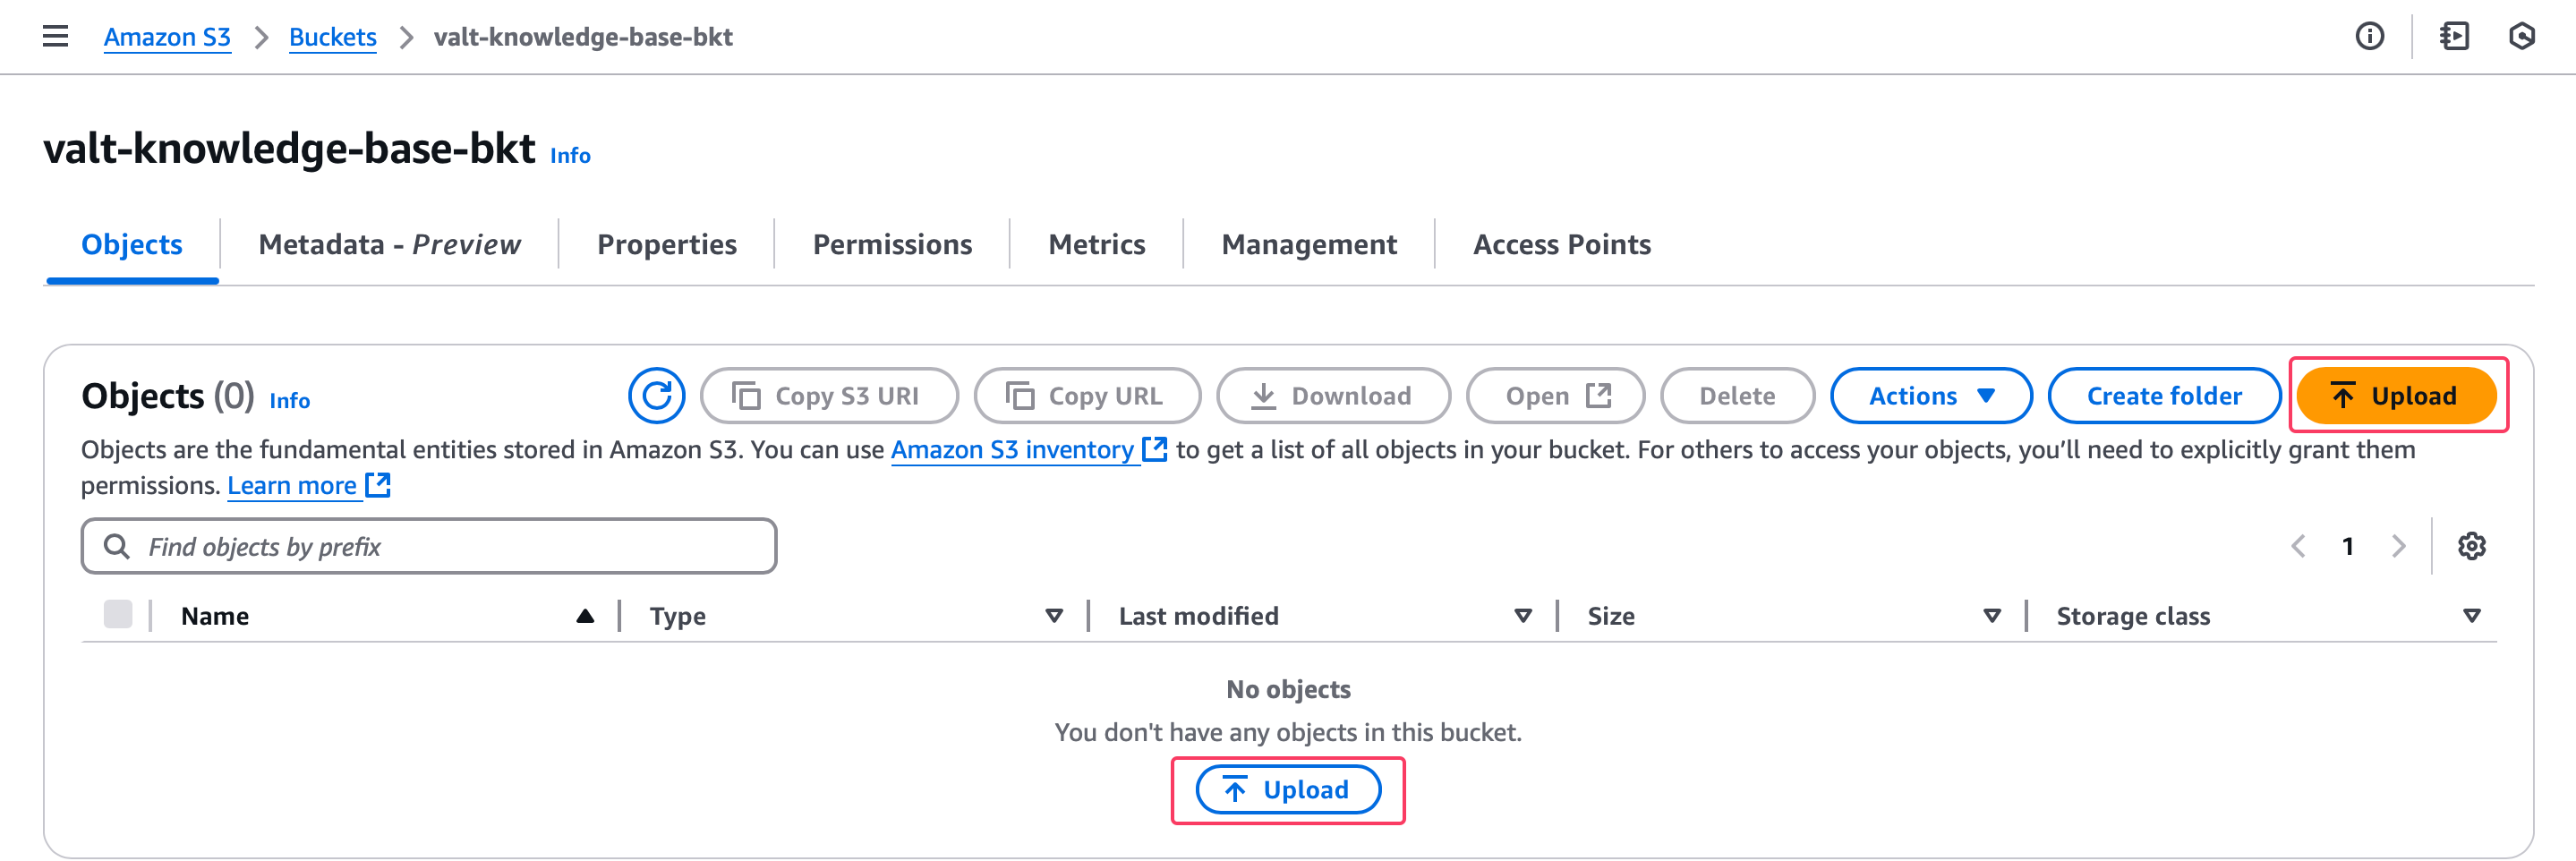 Amazon S3 > Buckets > valt-knowledge-base-bkt
valt-knowledge-base-bkt Info
Objects Metadata - Preview Properties Permissions Metrics Management Access Points
Objects (0) Info Copy S3 URI Copy URL Download Open Delete Actions Create folder Upload
Objects are the fundamental entities stored in Amazon S3. You can use Amazon S3 inventory to get a list of all objects in your bucket. For others to access your objects, you’ll need to explicitly grant them
permissions. Learn more
Find objects by prefix 1
Name Type Last modified Size Storage class
No objects
You don't have any objects in this bucket.
Upload